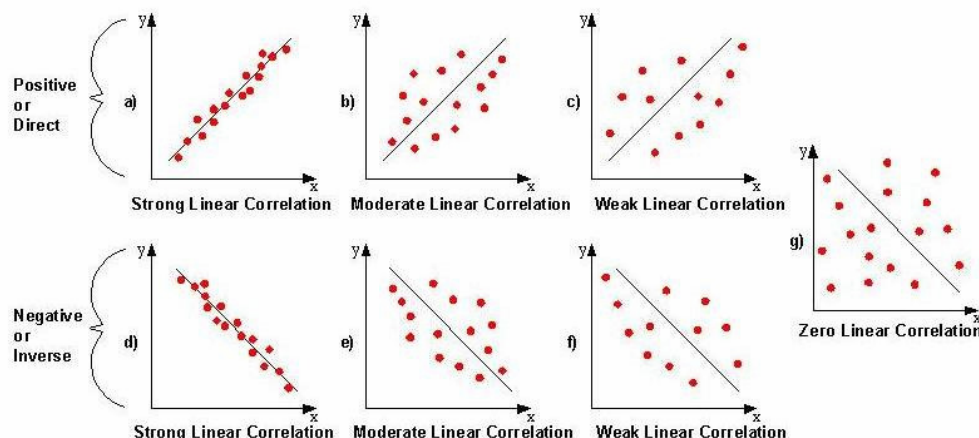 Positive
or
Direct
a)
y
x
Strong Linear Correlation
b)
y
x
Moderate Linear Correlation
c)
y
x
Weak Linear Correlation
g)
y
x
Zero Linear Correlation
Negative
or
Inverse
d)
y
x
Strong Linear Correlation
e)
y
x
Moderate Linear Correlation
f)
y
x
Weak Linear Correlation